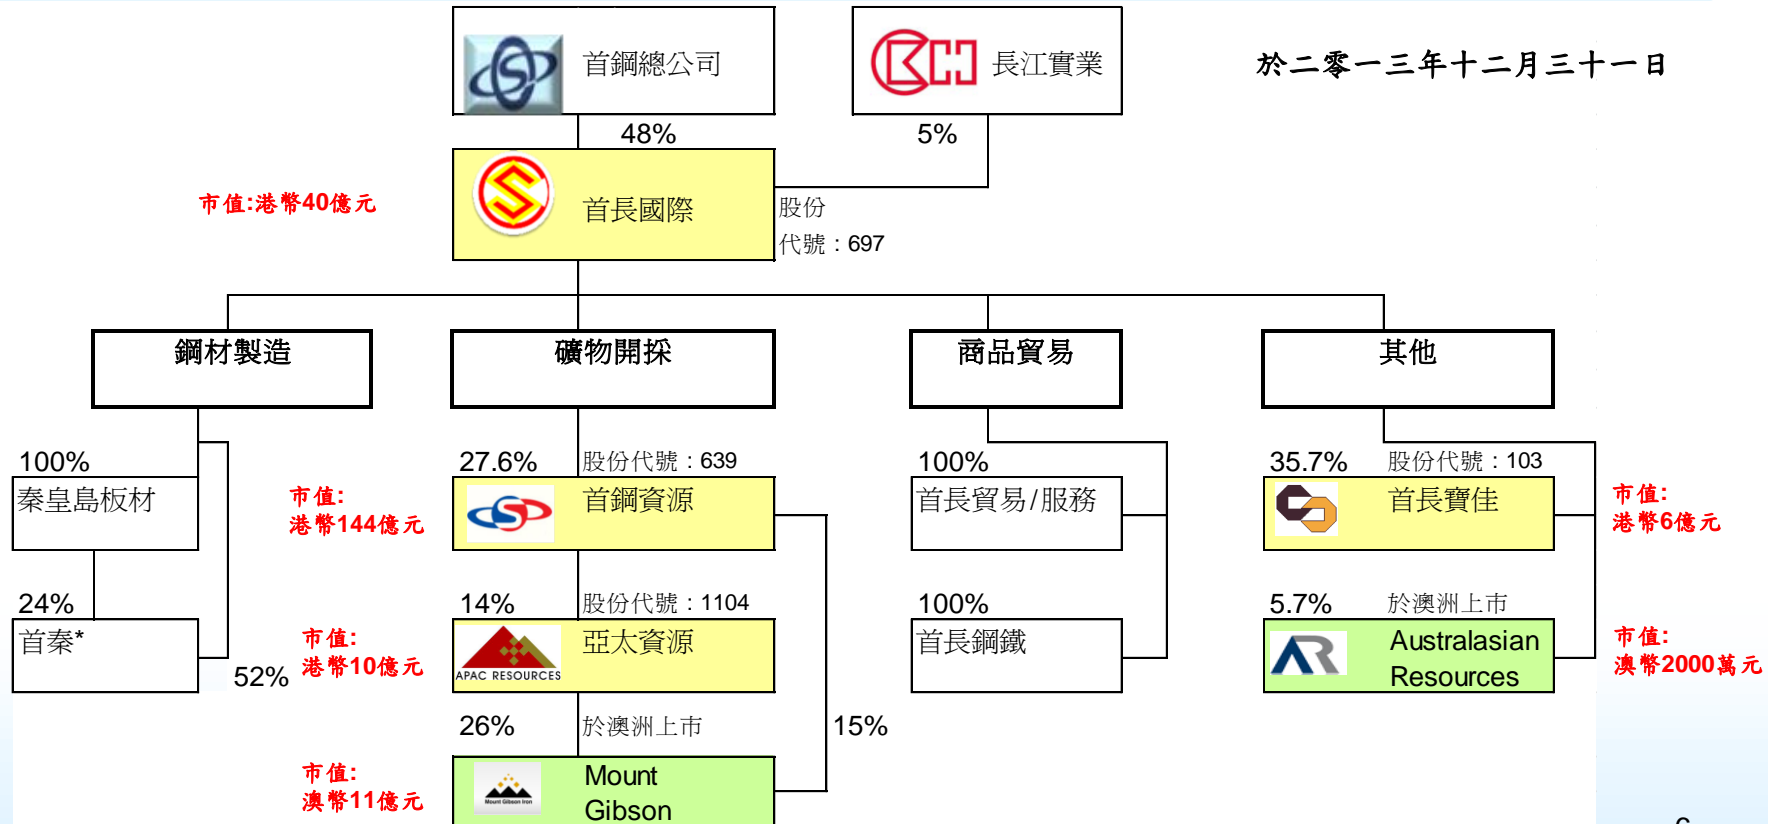 首鋼總公司
長江實業
於二零一三年十二月三十一日
48%
5%
市值:港幣40億元
首長國際
股份
代號：697
鋼材製造
礦物開採
商品貿易
其他
100%
27.6%
股份代號：639
100%
35.7%
股份代號：103
秦皇島板材
市值:
港幣144億元
首鋼資源
首長貿易/服務
首長寶佳
市值:
港幣6億元
24%
14%
股份代號：1104
100%
5.7%
於澳洲上市
首秦*
52%
市值:
港幣10億元
APAC RESOURCES
亞太資源
首長鋼鐵
Australasian
Resources
市值:
澳幣2000萬元
26%
於澳洲上市
15%
市值:
澳幣11億元
Mount Gibson Iron
Mount
Gibson